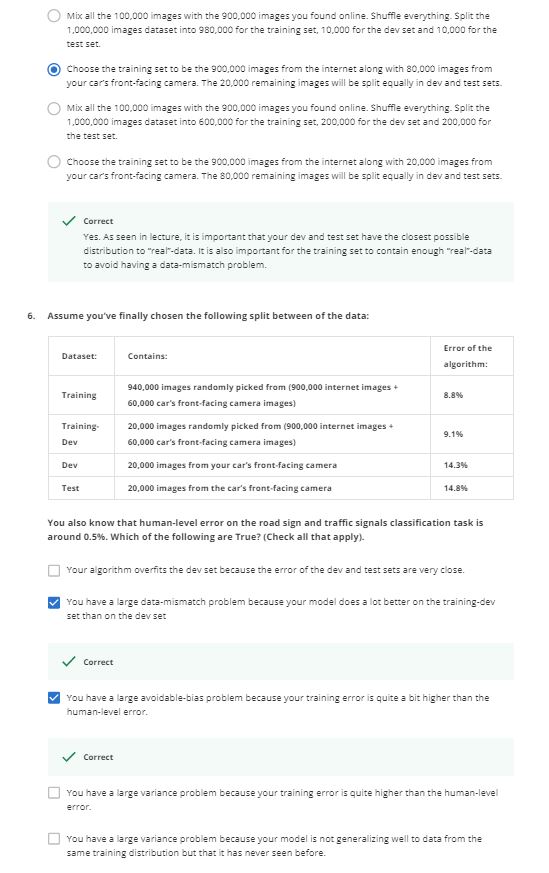 Mix all the 100,000 images with the 900,000 images you found online. Shuffle everything. Split the
1,000,000 images dataset into 980,000 for the training set, 10,000 for the dev set and 10,000 for the
test set.
Choose the training set to be the 900,000 images from the internet along with 80,000 images from
your car's front-facing camera. The 20,000 remaining images will be split equally in dev and test sets.
Mix all the 100,000 images with the 900,000 images you found online. Shuffle everything. Split the
1,000,000 images dataset into 600,000 for the training set, 200,000 for the dev set and 200,000 for
the test set.
Choose the training set to be the 900,000 images from the internet along with 20,000 images from
your car's front-facing camera. The 80,000 remaining images will be split equally in dev and test sets.
Correct
Yes. As seen in lecture, it is important that your dev and test set have the closest possible
distribution to "real"-data. It is also important for the training set to contain enough "real"-data
to avoid having a data-mismatch problem.
6. Assume you've finally chosen the following split between of the data:
Dataset: Contains: Error of the
algorithm:
Training 940,000 images randomly picked from (900,000 internet images +
60,000 car's front-facing camera images) 8.8%
Training-
Dev 20,000 images randomly picked from (900,000 internet images +
60,000 car's front-facing camera images) 9.1%
Dev 20,000 images from your car's front-facing camera 14.3%
Test 20,000 images from the car's front-facing camera 14.8%
You also know that human-level error on the road sign and traffic signals classification task is
around 0.5%. Which of the following are True? (Check all that apply).
Your algorithm overfits the dev set because the error of the dev and test sets are very close.
You have a large data-mismatch problem because your model does a lot better on the training-dev
set than on the dev set
Correct
You have a large avoidable-bias problem because your training error is quite a bit higher than the
human-level error.
Correct
You have a large variance problem because your training error is quite higher than the human-level
error.
You have a large variance problem because your model is not generalizing well to data from the
same training distribution but that it has never seen before.